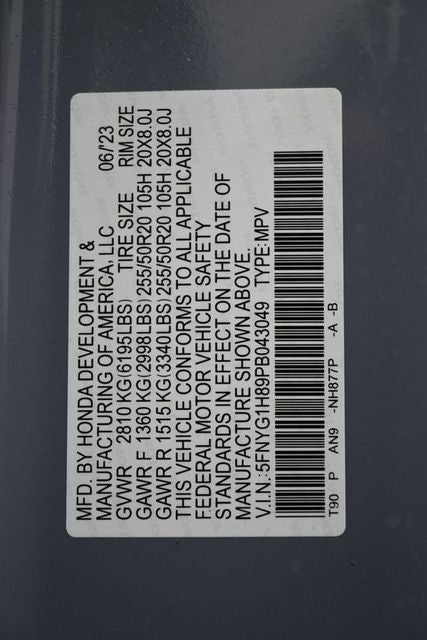 MFD. BY HONDA DEVELOPMENT &
MANUFACTURING OF AMERICA, LLC 06/'23
GVWR 2810 KG(6195LBS) TIRE SIZE RIM SIZE
GAWR F 1360 KG(2998LBS) 255/50R20 105H 20X8.0J
GAWR R 1515 KG(3340LBS) 255/50R20 105H 20X8.0J
THIS VEHICLE CONFORMS TO ALL APPLICABLE
FEDERAL MOTOR VEHICLE SAFETY
STANDARDS IN EFFECT ON THE DATE OF
MANUFACTURE SHOWN ABOVE.
V.I.N.:5FNYG1H89PB043049 TYPE:MPV
T90 P AN9 -NH877P -A -B